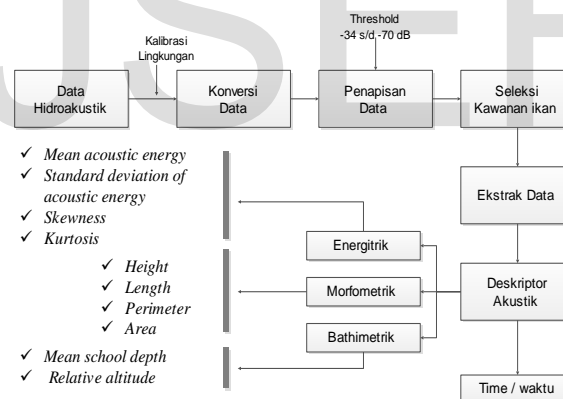 Threshold
-34 s/d -70 dB
Kalibrasi
Lingkungan
Data
Hidroakustik
Konversi
Data
Penapisan
Data
Seleksi
Kawanan ikan
✓ Mean acoustic energy
✓ Standard deviation of
acoustic energy
✓ Skewness
✓ Kurtosis
Ekstrak Data
Energitrik
✓ Height
✓ Length
✓ Perimeter
✓ Area
Morfometrik
Deskriptor
Akustik
Bathimetrik
✓ Mean school depth
✓ Relative altitude
Time / waktu